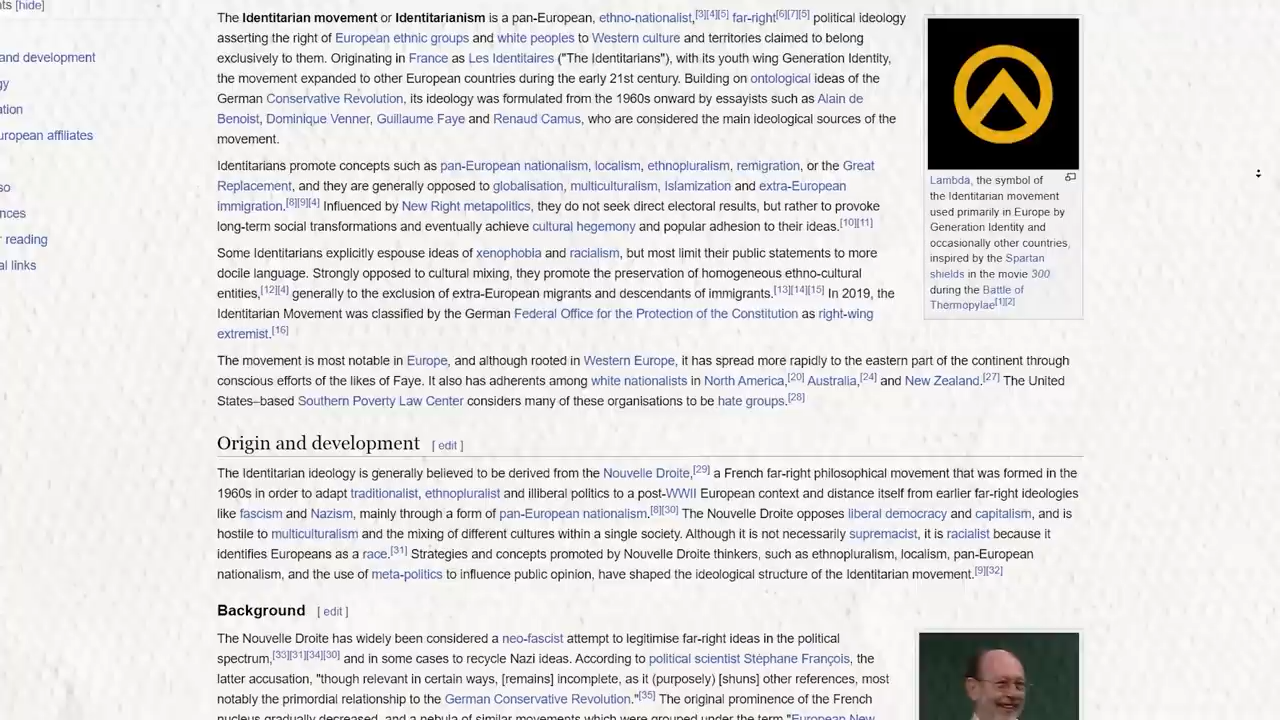 nts [hide]
and development
gy
ation
uropean affiliates
so
nces
r reading
al links
The Identitarian movement or Identitarianism is a pan-European, ethno-nationalist,[3][4][5] far-right[6][7][5] political ideology
asserting the right of European ethnic groups and white peoples to Western culture and territories claimed to belong
exclusively to them. Originating in France as Les Identitaires ("The Identitarians"), with its youth wing Generation Identity,
the movement expanded to other European countries during the early 21st century. Building on ontological ideas of the
German Conservative Revolution, its ideology was formulated from the 1960s onward by essayists such as Alain de
Benoist, Dominique Venner, Guillaume Faye and Renaud Camus, who are considered the main ideological sources of the
movement.
Identitarians promote concepts such as pan-European nationalism, localism, ethnopluralism, remigration, or the Great
Replacement, and they are generally opposed to globalisation, multiculturalism, Islamization and extra-European
immigration.[8][9][4] Influenced by New Right metapolitics, they do not seek direct electoral results, but rather to provoke
long-term social transformations and eventually achieve cultural hegemony and popular adhesion to their ideas.[10][11]
Some Identitarians explicitly espouse ideas of xenophobia and racialism, but most limit their public statements to more
docile language. Strongly opposed to cultural mixing, they promote the preservation of homogeneous ethno-cultural
entities,[12][4] generally to the exclusion of extra-European migrants and descendants of immigrants.[13][14][15] In 2019, the
Identitarian movement was classified by the German Federal Office for the Protection of the Constitution as right-wing
extremist.[16]
Lambda, the symbol of
the Identitarian movement
used primarily in Europe by
Generation Identity and
occasionally other countries,
inspired by the Spartan
shields in the movie 300
during the Battle of
Thermopylae[1][2]
The movement is most notable in Europe, and although rooted in Western Europe, it has spread more rapidly to the eastern part of the continent through
conscious efforts of the likes of Faye. It also has adherents among white nationalists in North America,[20] Australia,[24] and New Zealand.[27] The United
States–based Southern Poverty Law Center considers many of these organisations to be hate groups.[28]
Origin and development [ edit ]
The Identitarian ideology is generally believed to be derived from the Nouvelle Droite,[29] a French far-right philosophical movement that was formed in the
1960s in order to adapt traditionalist, ethnopluralist and illiberal politics to a post-WWII European context and distance itself from earlier far-right ideologies
like fascism and Nazism, mainly through a form of pan-European nationalism.[8][30] The Nouvelle Droite opposes liberal democracy and capitalism, and is
hostile to multiculturalism and the mixing of different cultures within a single society. Although it is not necessarily supremacist, it is racialist because it
identifies Europeans as a race.[31] Strategies and concepts promoted by Nouvelle Droite thinkers, such as ethnopluralism, localism, pan-European
nationalism, and the use of meta-politics to influence public opinion, have shaped the ideological structure of the Identitarian movement.[9][32]
Background [ edit ]
The Nouvelle Droite has widely been considered a neo-fascist attempt to legitimise far-right ideas in the political
spectrum,[33][31][34][30] and in some cases to recycle Nazi ideas. According to political scientist Stéphane François, the
latter accusation, "though relevant in certain ways, [remains] incomplete, as it (purposely) [shuns] other references, most
notably the primordial relationship to the German Conservative Revolution."[35] The original prominence of the French
nucleus gradually decreased, and a nebula of similar movements which were grouped under the term "European New